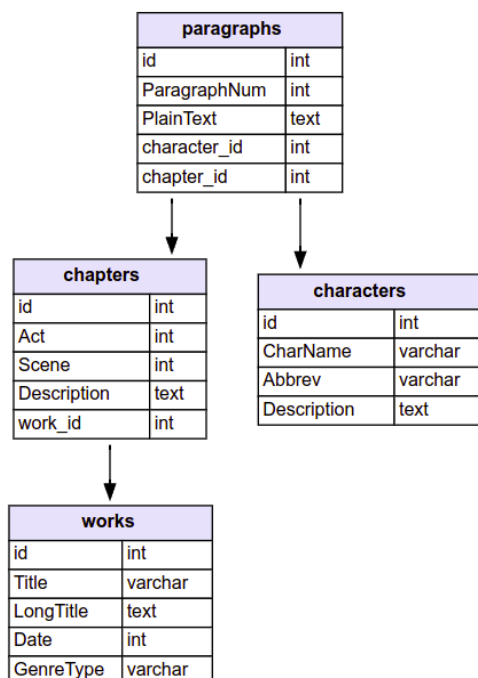 paragraphs
id int
ParagraphNum int
PlainText text
character_id int
chapter_id int
chapters
id int
Act int
Scene int
Description text
work_id int
characters
id int
CharName varchar
Abbrev varchar
Description text
works
id int
Title varchar
LongTitle text
Date int
GenreType varchar